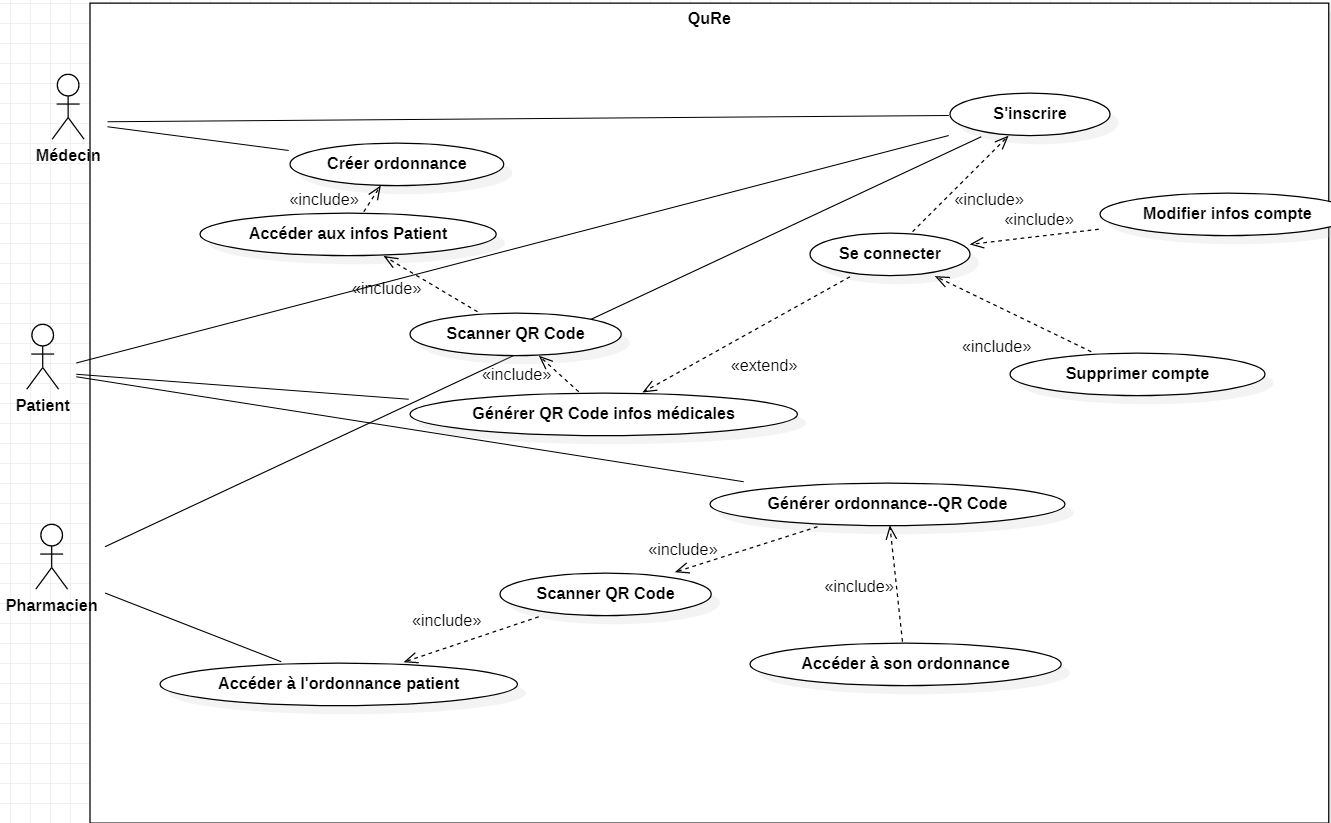 QuRe
S'inscrire
Médecin
Créer ordonnance
«include»
«include»
Modifier infos compte
«include»
Accéder aux infos Patient
Se connecter
«include»
Scanner QR Code
«include»
«extend»
«include»
Supprimer compte
Patient
Générer QR Code infos médicales
Générer ordonnance--QR Code
«include»
«include»
Scanner QR Code
Pharmacien
«include»
Accéder à son ordonnance
Accéder à l'ordonnance patient